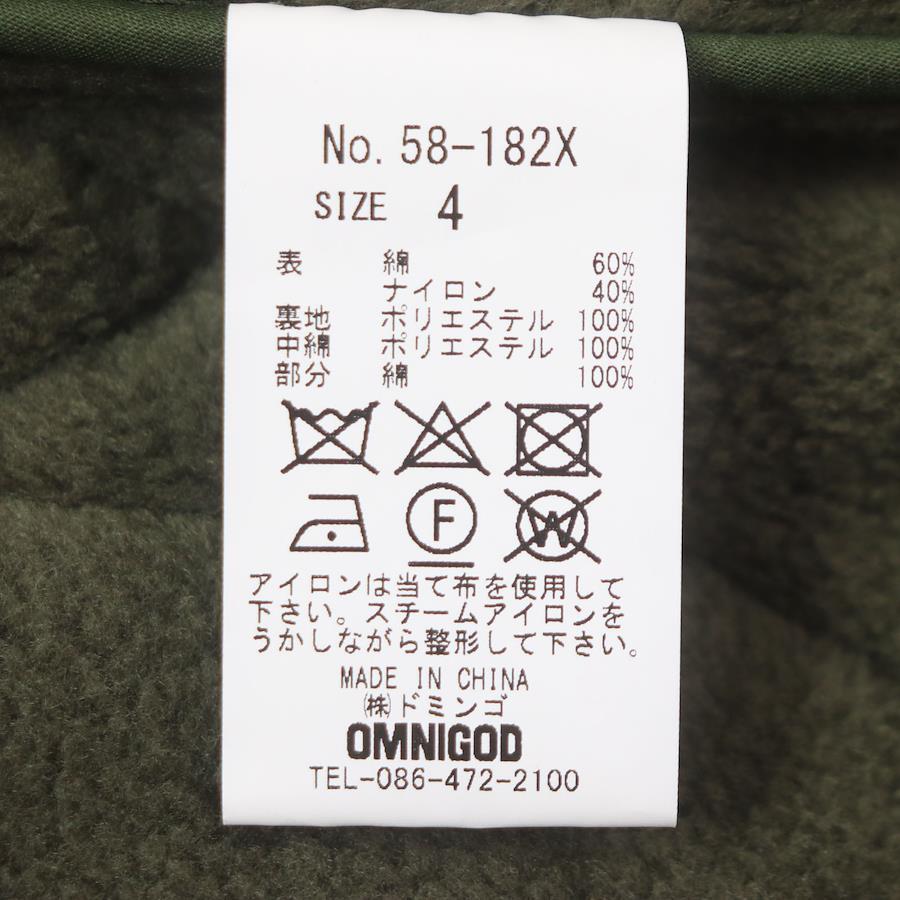 No. 58-182X
SIZE 4
表 綿 60%
ナイロン 40%
裏地 ポリエステル 100%
中綿 ポリエステル 100%
部分 綿 100%
F
W
アイロンは当て布を使用して
下さい。スチームアイロンを
うかしながら整形して下さい。
MADE IN CHINA
㈱ドミンゴ
OMNIGOD
TEL-086-472-2100